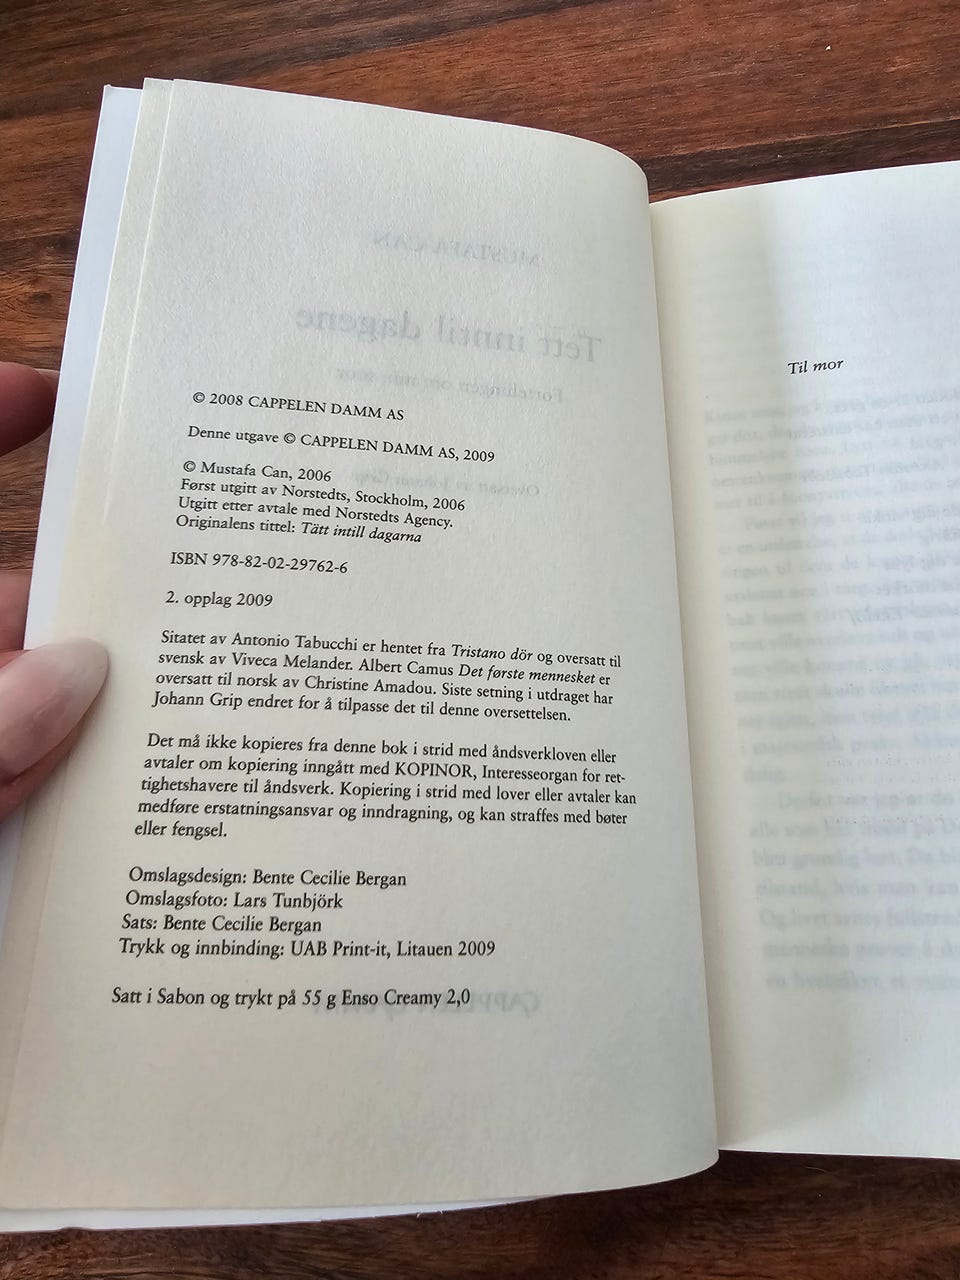 © 2008 CAPPELEN DAMM AS
Denne utgave © CAPPELEN DAMM AS, 2009
© Mustafa Can, 2006
Først utgitt av Norstedts, Stockholm, 2006
Utgitt etter avtale med Norstedts Agency.
Originalens tittel: Tätt intill dagarna
ISBN 978-82-02-29762-6
2. opplag 2009
Sitatet av Antonio Tabucchi er hentet fra Tristano dör og oversatt til
svensk av Viveca Melander. Albert Camus Det første mennesket er
oversatt til norsk av Christine Amadou. Siste setning i utdraget har
Johann Grip endret for å tilpasse det til denne oversettelsen.
Det må ikke kopieres fra denne bok i strid med åndsverkloven eller
avtaler om kopiering inngått med KOPINOR, Interesseorgan for ret-
tighetshavere til åndsverk. Kopiering i strid med lover eller avtaler kan
medføre erstatningsansvar og inndragning, og kan straffes med bøter
eller fengsel.
Omslagsdesign: Bente Cecilie Bergan
Omslagsfoto: Lars Tunbjörk
Sats: Bente Cecilie Bergan
Trykk og innbinding: UAB Print-it, Litauen 2009
Satt i Sabon og trykt på 55 g Enso Creamy 2,0
MUSTAFA CAN
Tett inntil dagene
Til mor